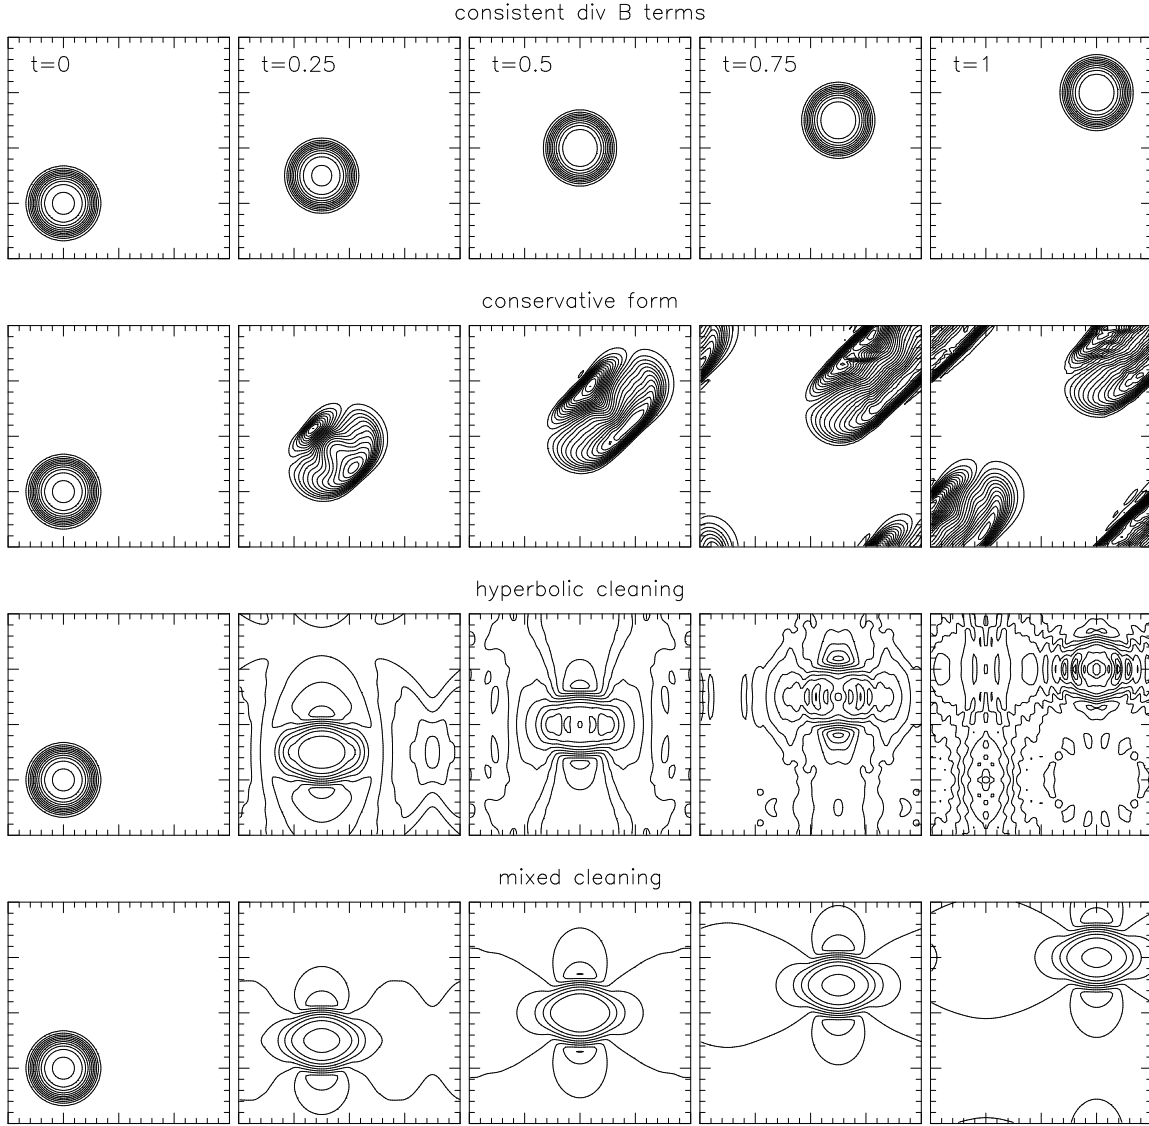 consistent div B terms
t=0 t=0.25 t=0.5 t=0.75 t=1
conservative form
hyperbolic cleaning
mixed cleaning